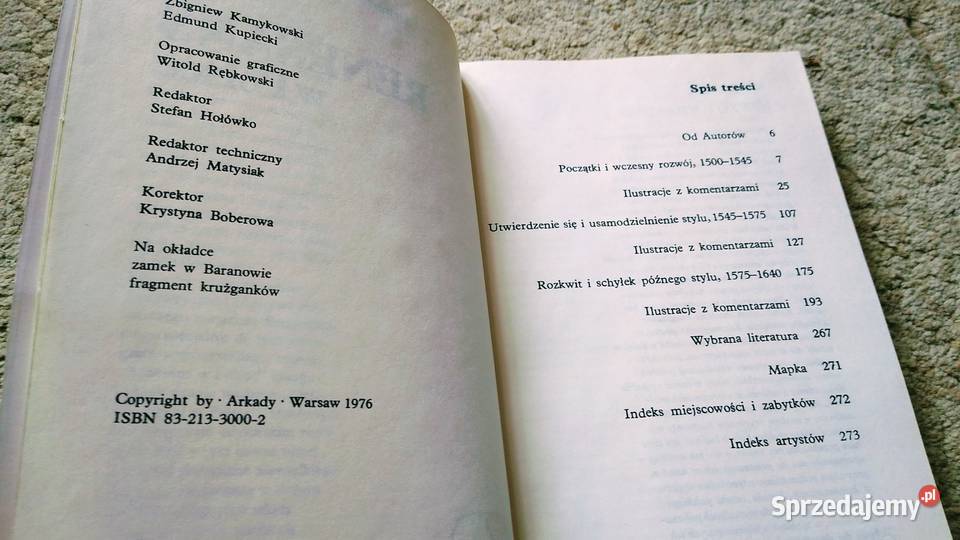 Zbigniew Kamykowski
Edmund Kupiecki
Opracowanie graficzne
Witold Rębkowski
Redaktor
Stefan Hołówko
Redaktor techniczny
Andrzej Matysiak
Korektor
Krystyna Boberowa
Na okładce
zamek w Baranowie
fragment krużganków
Copyright by · Arkady · Warsaw 1976
ISBN 83-213-3000-2
Spis treści
Od Autorów 6
Początki i wczesny rozwój, 1500–1545 7
Ilustracje z komentarzami 25
Utwierdzenie się i usamodzielnienie stylu, 1545–1575 107
Ilustracje z komentarzami 127
Rozkwit i schyłek późnego stylu, 1575–1640 175
Ilustracje z komentarzami 193
Wybrana literatura 267
Mapka 271
Indeks miejscowości i zabytków 272
Indeks artystów 273
Sprzedajemy.pl